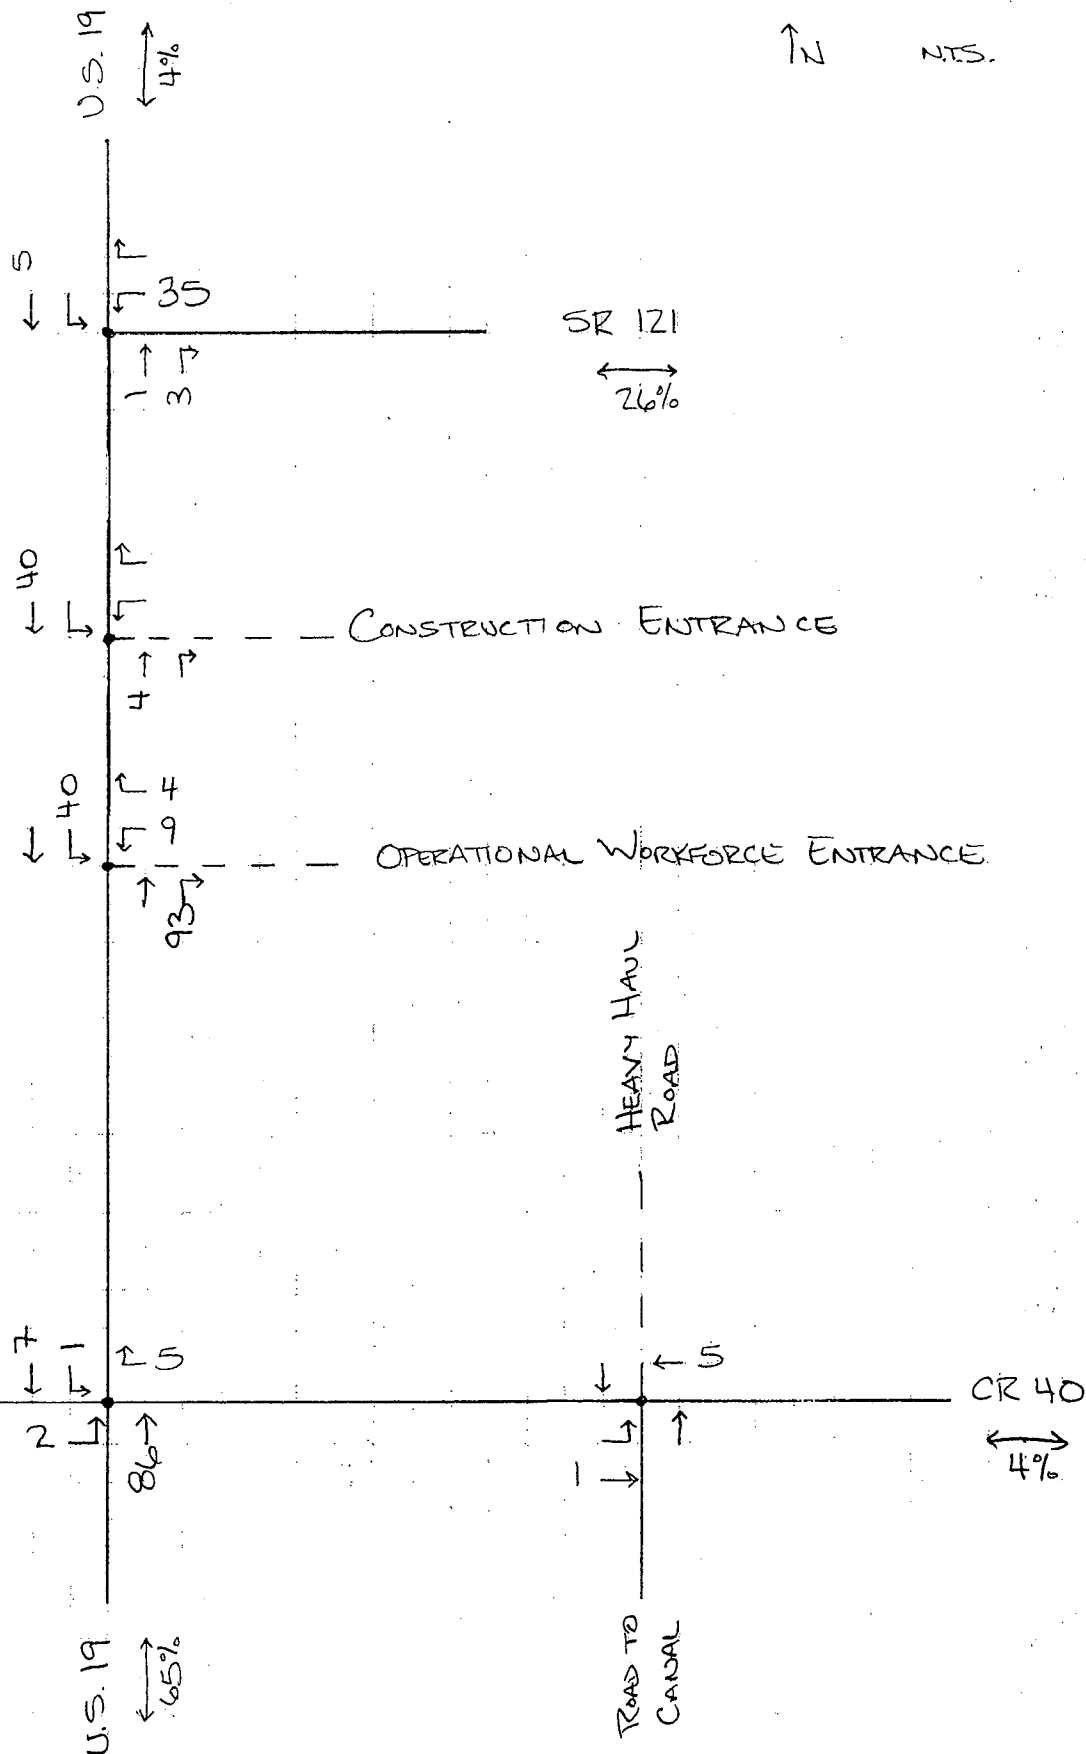 U.S. 19
4%
N
N.T.S.
5
35
SR 121
26%
1
3
40
CONSTRUCTION ENTRANCE
4
40
4
9
OPERATIONAL WORKFORCE ENTRANCE
93
HEAVY HAUL
ROAD
7
1
5
5
CR 40
4%
2
86
1
U.S. 19
65%
ROAD TO
CANAL